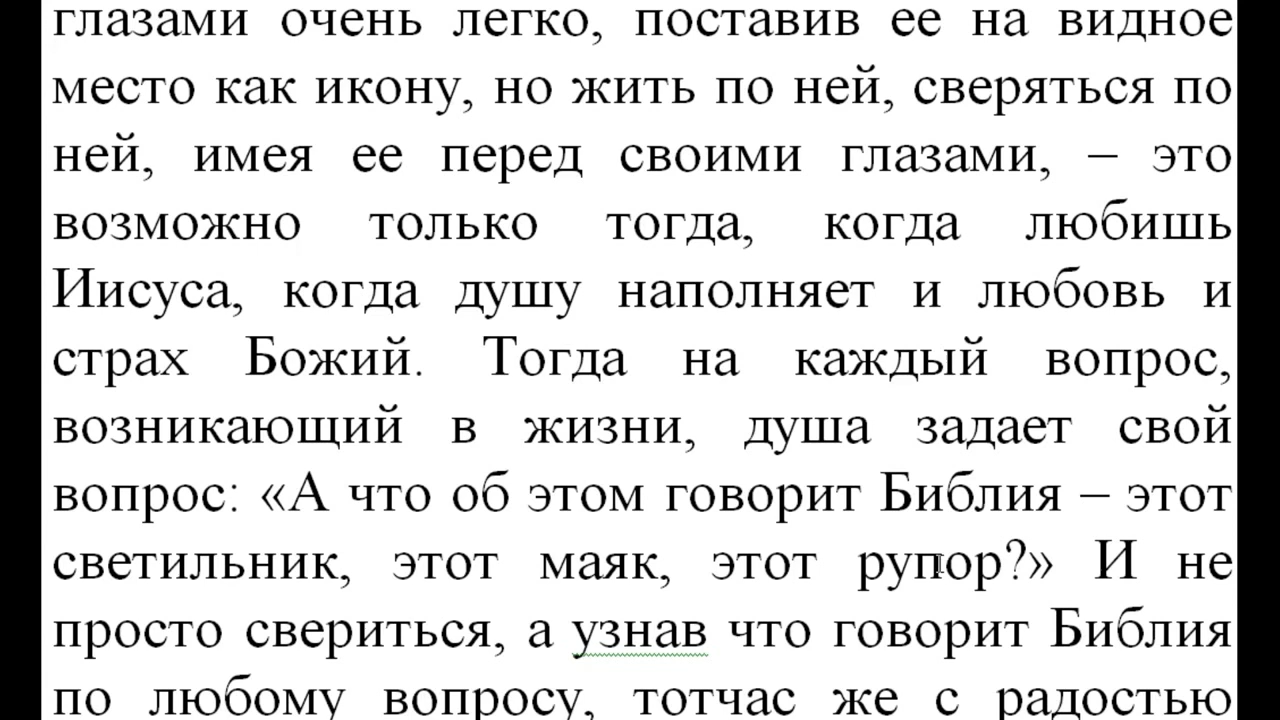 глазами очень легко, поставив ее на видное
место как икону, но жить по ней, сверяться по
ней, имея ее перед своими глазами, – это
возможно только тогда, когда любишь
Иисуса, когда душу наполняет и любовь и
страх Божий. Тогда на каждый вопрос,
возникающий в жизни, душа задает свой
вопрос: «А что об этом говорит Библия – этот
светильник, этот маяк, этот рупор?» И не
просто свериться, а узнав что говорит Библия
по любому вопросу, тотчас же с радостью